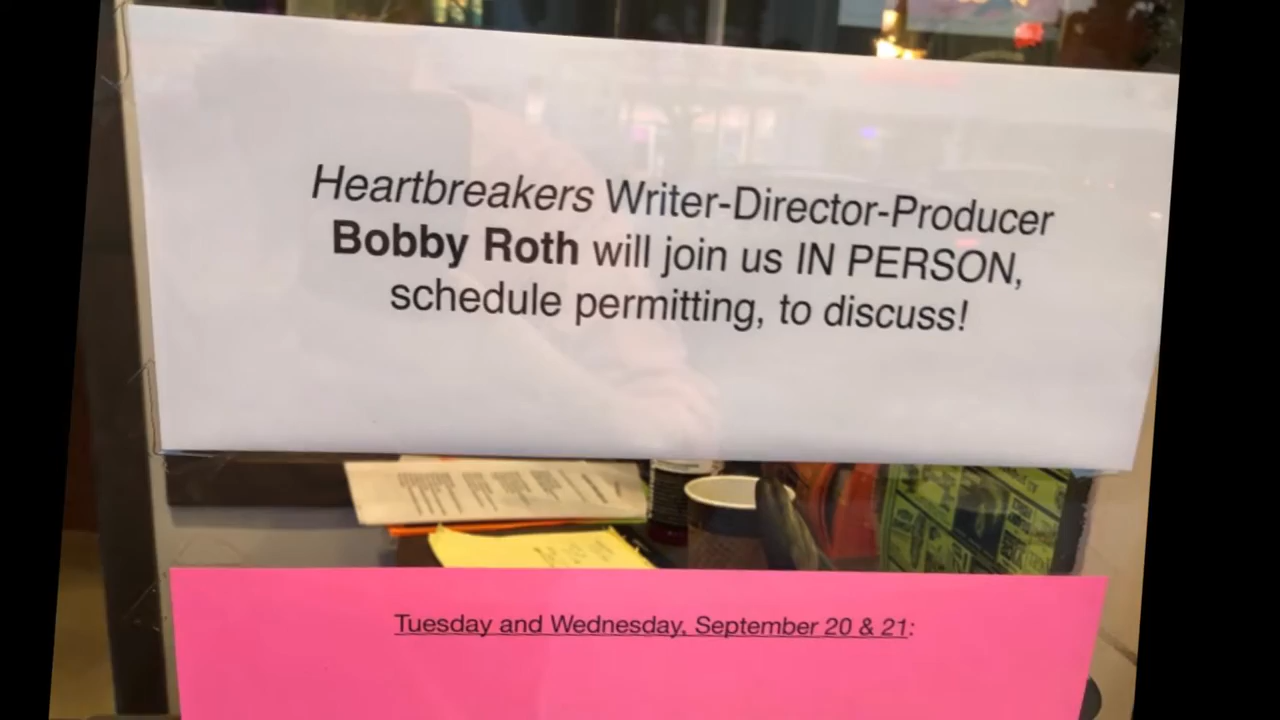 Heartbreakers Writer-Director-Producer
Bobby Roth will join us IN PERSON,
schedule permitting, to discuss!
Tuesday and Wednesday, September 20 & 21: